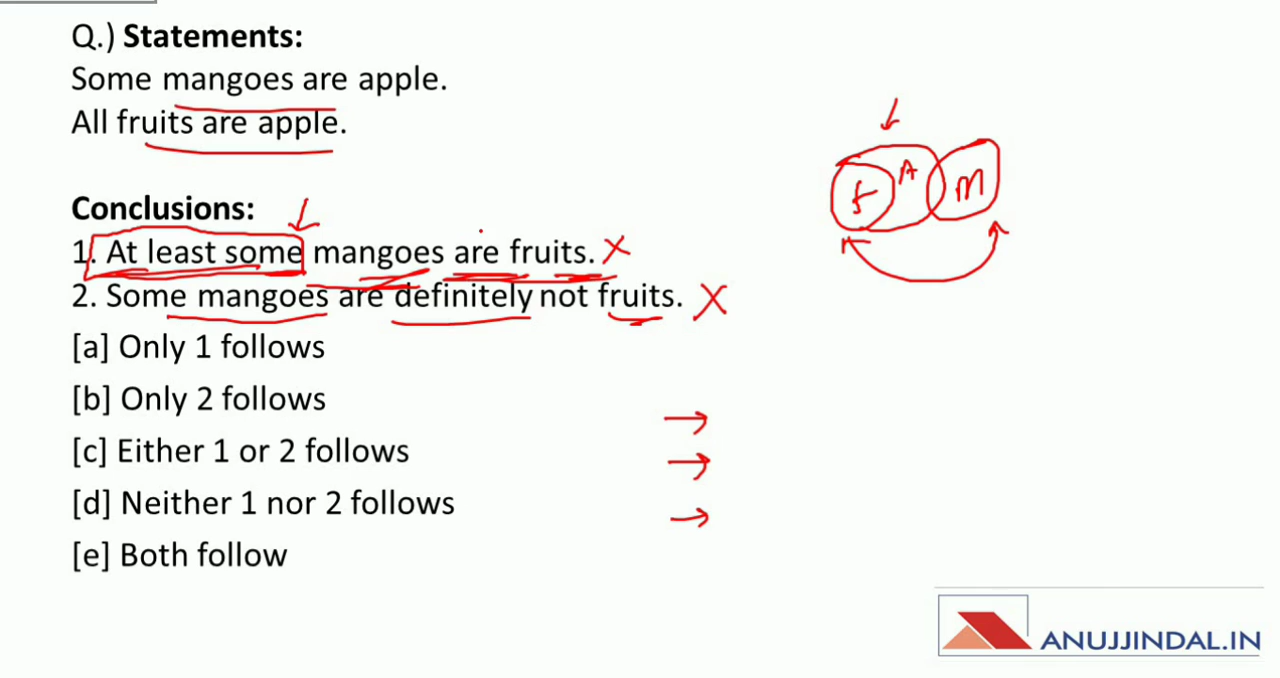 Q.) Statements:
Some mangoes are apple.
All fruits are apple.
Conclusions:
1. At least some mangoes are fruits. X
2. Some mangoes are definitely not fruits. X
[a] Only 1 follows
[b] Only 2 follows
[c] Either 1 or 2 follows
[d] Neither 1 nor 2 follows
[e] Both follow
f A m
ANUJJINDAL.IN